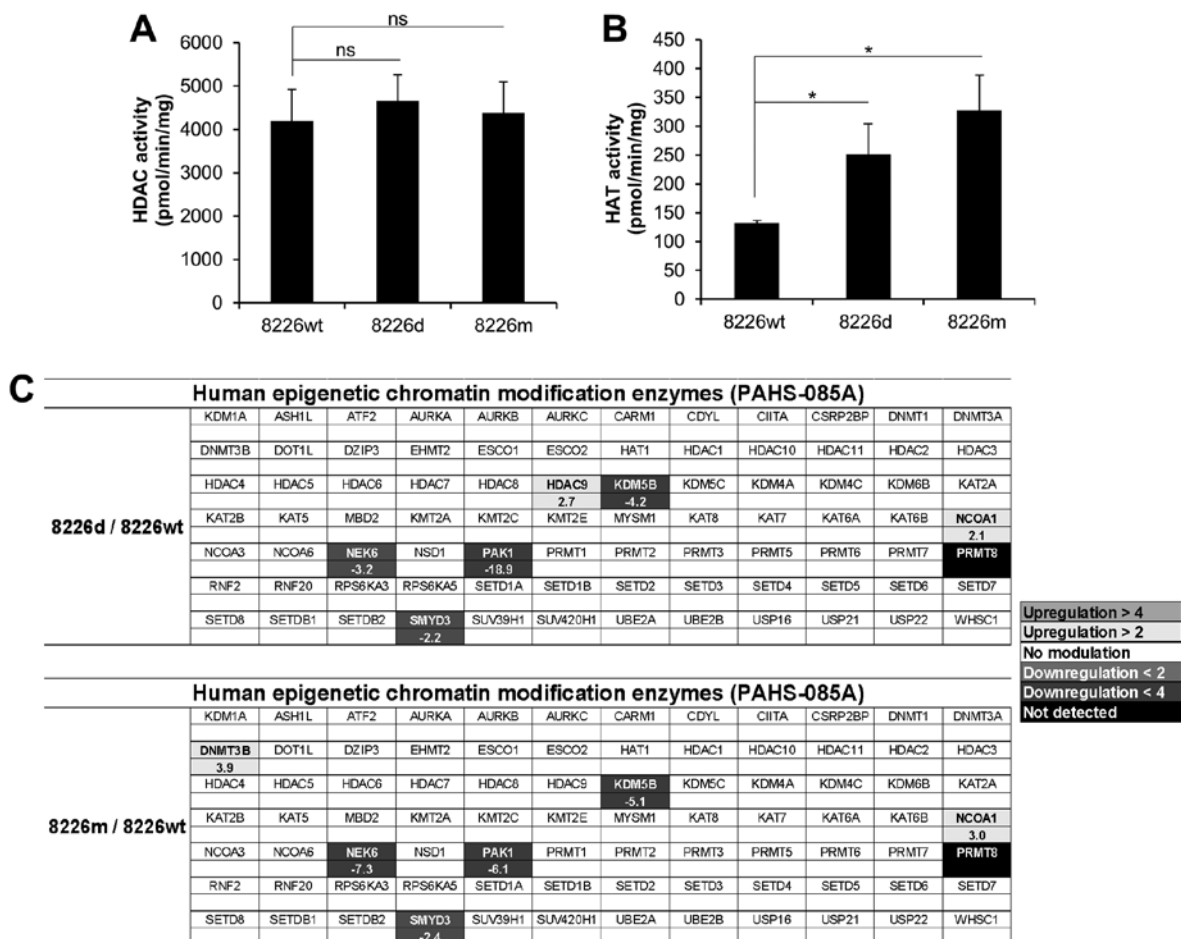 A
ns
ns
HDAC activity
(pmol/min/mg)
6000
5000
4000
3000
4000
1000
0
8226wt 8226d 8226m
B
*
*
HAT activity
(pmol/min/mg)
450
400
350
300
250
200
150
100
50
0
8226wt 8226d 8226m
C
Human epigenetic chromatin modification enzymes (PAHS-085A)
8226d / 8226wt
KDM1A ASH1L ATF2 AURKA AURKB AURKC CARM1 CDYL CIITA CSRP2BP DNMT1 DNMT3A
DNMT3B DOT1L DZIP3 EHMT2 ESCO1 ESCO2 HAT1 HDAC1 HDAC10 HDAC11 HDAC2 HDAC3
HDAC4 HDAC5 HDAC6 HDAC7 HDAC8 HDAC9 KDM5B KDM5C KDM4A KDM4C KDM6B KAT2A
2.7 -4.2
KAT2B KAT5 MBD2 KMT2A KMT2C KMT2E MYSM1 KAT8 KAT7 KAT6A KAT6B NCOA1
2.1
NCOA3 NCOA6 NEK6 NSD1 PAK1 PRMT1 PRMT2 PRMT3 PRMT5 PRMT6 PRMT7 PRMT8
-3.2 -18.9
RNF2 RNF20 RPS6KA3 RPS6KA5 SETD1A SETD1B SETD2 SETD3 SETD4 SETD5 SETD6 SETD7
SETD8 SETDB1 SETDB2 SMYD3 SUV39H1 SUV420H1 UBE2A UBE2B USP16 USP21 USP22 WHSC1
-2.2
Upregulation > 4
Upregulation > 2
No modulation
Downregulation < 2
Downregulation < 4
Not detected
Human epigenetic chromatin modification enzymes (PAHS-085A)
8226m / 8226wt
KDM1A ASH1L ATF2 AURKA AURKB AURKC CARM1 CDYL CIITA CSRP2BP DNMT1 DNMT3A
DNMT3B DOT1L DZIP3 EHMT2 ESCO1 ESCO2 HAT1 HDAC1 HDAC10 HDAC11 HDAC2 HDAC3
3.9
HDAC4 HDAC5 HDAC6 HDAC7 HDAC8 HDAC9 KDM5B KDM5C KDM4A KDM4C KDM6B KAT2A
-5.1
KAT2B KAT5 MBD2 KMT2A KMT2C KMT2E MYSM1 KAT8 KAT7 KAT6A KAT6B NCOA1
3.0
NCOA3 NCOA6 NEK6 NSD1 PAK1 PRMT1 PRMT2 PRMT3 PRMT5 PRMT6 PRMT7 PRMT8
-7.3 -6.1
RNF2 RNF20 RPS6KA3 RPS6KA5 SETD1A SETD1B SETD2 SETD3 SETD4 SETD5 SETD6 SETD7
SETD8 SETDB1 SETDB2 SMYD3 SUV39H1 SUV420H1 UBE2A UBE2B USP16 USP21 USP22 WHSC1
-2.4